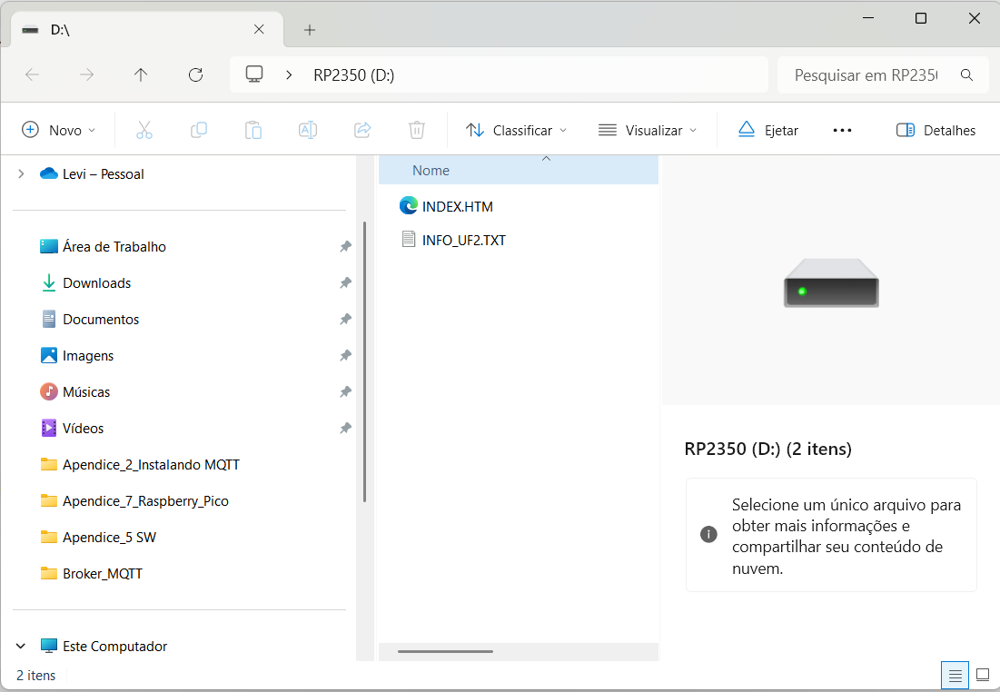 D:\
RP2350 (D:)
Pesquisar em RP235
Novo
Classificar
Visualizar
Ejetar
Detalhes
Levi – Pessoal
Área de Trabalho
Downloads
Documentos
Imagens
Músicas
Vídeos
Apendice_2_Instalando MQTT
Apendice_7_Raspberry_Pico
Apendice_5 SW
Broker_MQTT
Este Computador
Nome
INDEX.HTM
INFO_UF2.TXT
RP2350 (D:) (2 itens)
Selecione um único arquivo para
obter mais informações e
compartilhar seu conteúdo de
nuvem.
2 itens